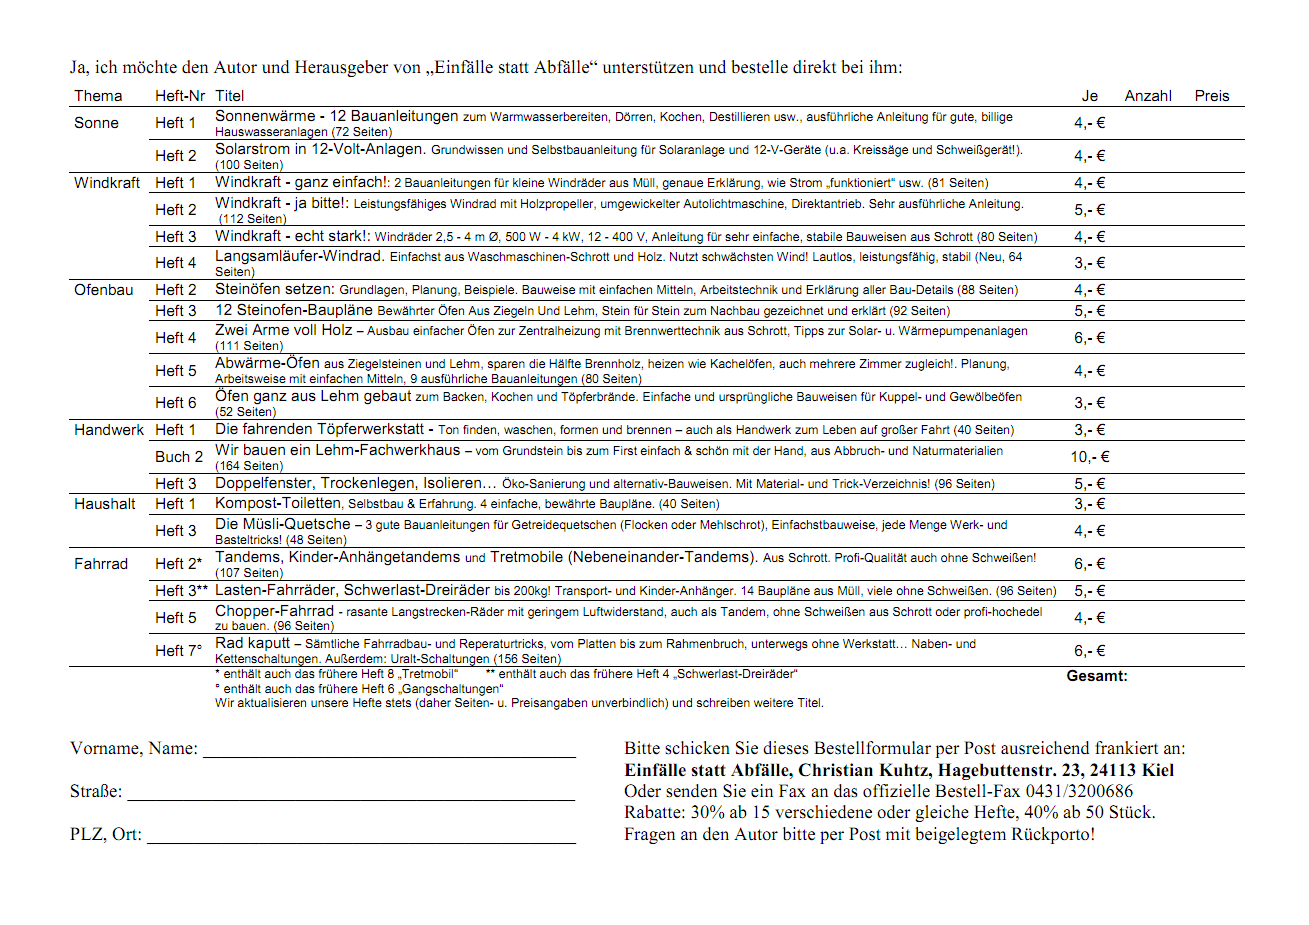 Ja, ich möchte den Autor und Herausgeber von „Einfälle statt Abfälle“ unterstützen und bestelle direkt bei ihm:
Thema Heft-Nr Titel Je Anzahl Preis
Sonne Heft 1 Sonnenwärme - 12 Bauanleitungen zum Warmwasserbereiten, Dörren, Kochen, Destillieren usw., ausführliche Anleitung für gute, billige
Hauswasseranlagen (72 Seiten) 4,- €
Heft 2 Solarstrom in 12-Volt-Anlagen. Grundwissen und Selbstbauanleitung für Solaranlage und 12-V-Geräte (u.a. Kreissäge und Schweißgerät!).
(100 Seiten) 4,- €
Windkraft Heft 1 Windkraft - ganz einfach!: 2 Bauanleitungen für kleine Windräder aus Müll, genaue Erklärung, wie Strom „funktioniert“ usw. (81 Seiten) 4,- €
Heft 2 Windkraft - ja bitte!: Leistungsfähiges Windrad mit Holzpropeller, umgewickelter Autolichtmaschine, Direktantrieb. Sehr ausführliche Anleitung.
(112 Seiten) 5,- €
Heft 3 Windkraft - echt stark!: Windräder 2,5 - 4 m Ø, 500 W - 4 kW, 12 - 400 V, Anleitung für sehr einfache, stabile Bauweisen aus Schrott (80 Seiten) 4,- €
Heft 4 Langsamläufer-Windrad. Einfachst aus Waschmaschinen-Schrott und Holz. Nutzt schwächsten Wind! Lautlos, leistungsfähig, stabil (Neu, 64
Seiten) 3,- €
Ofenbau Heft 2 Steinöfen setzen: Grundlagen, Planung, Beispiele. Bauweise mit einfachen Mitteln, Arbeitstechnik und Erklärung aller Bau-Details (88 Seiten) 4,- €
Heft 3 12 Steinofen-Baupläne Bewährter Öfen Aus Ziegeln Und Lehm, Stein für Stein zum Nachbau gezeichnet und erklärt (92 Seiten) 5,- €
Heft 4 Zwei Arme voll Holz – Ausbau einfacher Öfen zur Zentralheizung mit Brennwerttechnik aus Schrott, Tipps zur Solar- u. Wärmepumpenanlagen
(111 Seiten) 6,- €
Heft 5 Abwärme-Öfen aus Ziegelsteinen und Lehm, sparen die Hälfte Brennholz, heizen wie Kachelöfen, auch mehrere Zimmer zugleich!. Planung,
Arbeitsweise mit einfachen Mitteln, 9 ausführliche Bauanleitungen (80 Seiten) 4,- €
Heft 6 Öfen ganz aus Lehm gebaut zum Backen, Kochen und Töpferbrände. Einfache und ursprüngliche Bauweisen für Kuppel- und Gewölbeöfen
(52 Seiten) 3,- €
Handwerk Heft 1 Die fahrenden Töpferwerkstatt - Ton finden, waschen, formen und brennen – auch als Handwerk zum Leben auf großer Fahrt (40 Seiten) 3,- €
Buch 2 Wir bauen ein Lehm-Fachwerkhaus – vom Grundstein bis zum First einfach & schön mit der Hand, aus Abbruch- und Naturmaterialien
(164 Seiten) 10,- €
Heft 3 Doppelfenster, Trockenlegen, Isolieren… Öko-Sanierung und alternativ-Bauweisen. Mit Material- und Trick-Verzeichnis! (96 Seiten) 5,- €
Haushalt Heft 1 Kompost-Toiletten, Selbstbau & Erfahrung. 4 einfache, bewährte Baupläne. (40 Seiten) 3,- €
Heft 3 Die Müsli-Quetsche – 3 gute Bauanleitungen für Getreidequetschen (Flocken oder Mehlschrot), Einfachstbauweise, jede Menge Werk- und
Basteltricks! (48 Seiten) 4,- €
Fahrrad Heft 2* Tandems, Kinder-Anhängetandems und Tretmobile (Nebeneinander-Tandems). Aus Schrott. Profi-Qualität auch ohne Schweißen!
(107 Seiten) 6,- €
Heft 3** Lasten-Fahrräder, Schwerlast-Dreiräder bis 200kg! Transport- und Kinder-Anhänger. 14 Baupläne aus Müll, viele ohne Schweißen. (96 Seiten) 5,- €
Heft 5 Chopper-Fahrrad - rasante Langstrecken-Räder mit geringem Luftwiderstand, auch als Tandem, ohne Schweißen aus Schrott oder profi-hochedel
zu bauen. (96 Seiten) 4,- €
Heft 7° Rad kaputt – Sämtliche Fahrradbau- und Reperaturtricks, vom Platten bis zum Rahmenbruch, unterwegs ohne Werkstatt… Naben- und
Kettenschaltungen. Außerdem: Uralt-Schaltungen (156 Seiten) 6,- €
* enthält auch das frühere Heft 8 „Tretmobil“ ** enthält auch das frühere Heft 4 „Schwerlast-Dreiräder“ Gesamt:
° enthält auch das frühere Heft 6 „Gangschaltungen“
Wir aktualisieren unsere Hefte stets (daher Seiten- u. Preisangaben unverbindlich) und schreiben weitere Titel.
Vorname, Name:
Straße:
PLZ, Ort:
Bitte schicken Sie dieses Bestellformular per Post ausreichend frankiert an:
Einfälle statt Abfälle, Christian Kuhtz, Hagebuttenstr. 23, 24113 Kiel
Oder senden Sie ein Fax an das offizielle Bestell-Fax 0431/3200686
Rabatte: 30% ab 15 verschiedene oder gleiche Hefte, 40% ab 50 Stück.
Fragen an den Autor bitte per Post mit beigelegtem Rückporto!